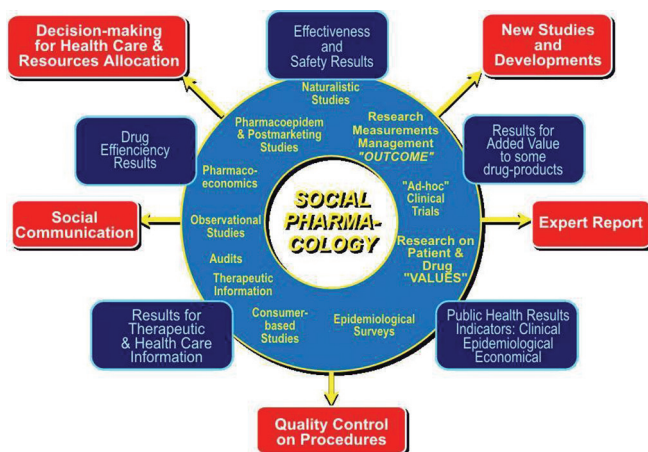 Decision-making
for Health Care &
Resources Allocation
Effectiveness
and
Safety Results
New Studies
and
Developments
Drug
Effienciency
Results
Results for
Added Value
to some
drug-products
Naturalistic
Studies
Pharmacoepidem
& Postmarketing
Studies
Research
Measurements
Management
"OUTCOME"
Pharmaco-
economics
"Ad-hoc"
Clinical
Trials
SOCIAL
PHARMA-
COLOGY
Observational
Studies
Research on
Patient &
Drug
"VALUES"
Audits
Therapeutic
Information
Consumer-
based
Studies
Epidemiological
Surveys
Social
Communication
Expert Report
Results for
Therapeutic
& Health Care
Information
Public Health Results
Indicators: Clinical
Epidemiological
Economical
Quality Control
on Procedures